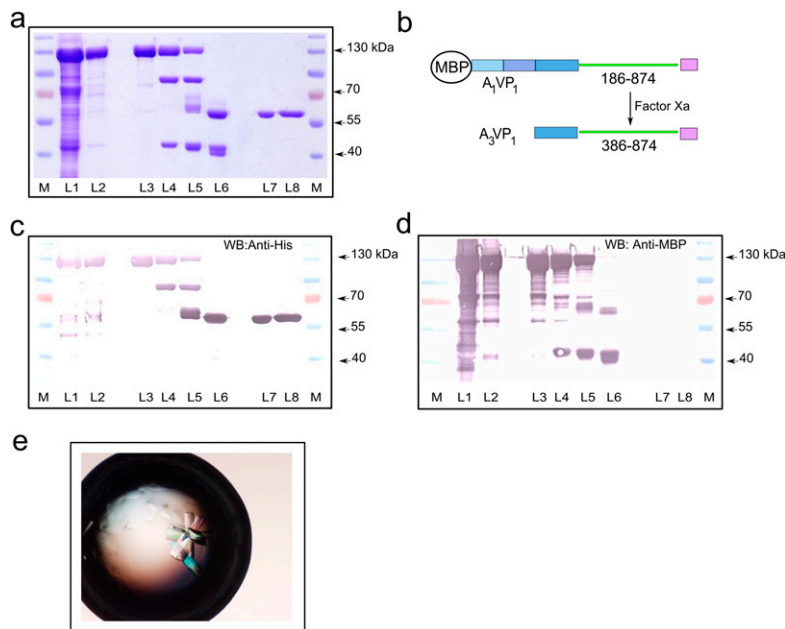 a
130 kDa
70
55
40
M L1 L2 L3 L4 L5 L6 L7 L8 M
b
MBP
A1VP1
186-874
Factor Xa
A3VP1
386-874
c
WB:Anti-His
130 kDa
70
55
40
M L1 L2 L3 L4 L5 L6 L7 L8 M
d
WB: Anti-MBP
130 kDa
70
55
40
M L1 L2 L3 L4 L5 L6 L7 L8 M
e